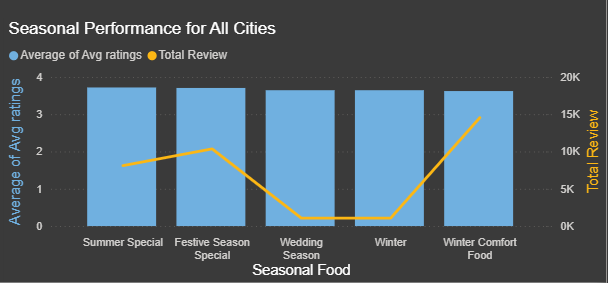 Seasonal Performance for All Cities
Average of Avg ratings Total Review
Average of Avg ratings
4
3
2
1
0
20K
15K
10K
5K
0K
Total Review
Summer Special
Festive Season
Special
Wedding
Season
Winter
Winter Comfort
Food
Seasonal Food